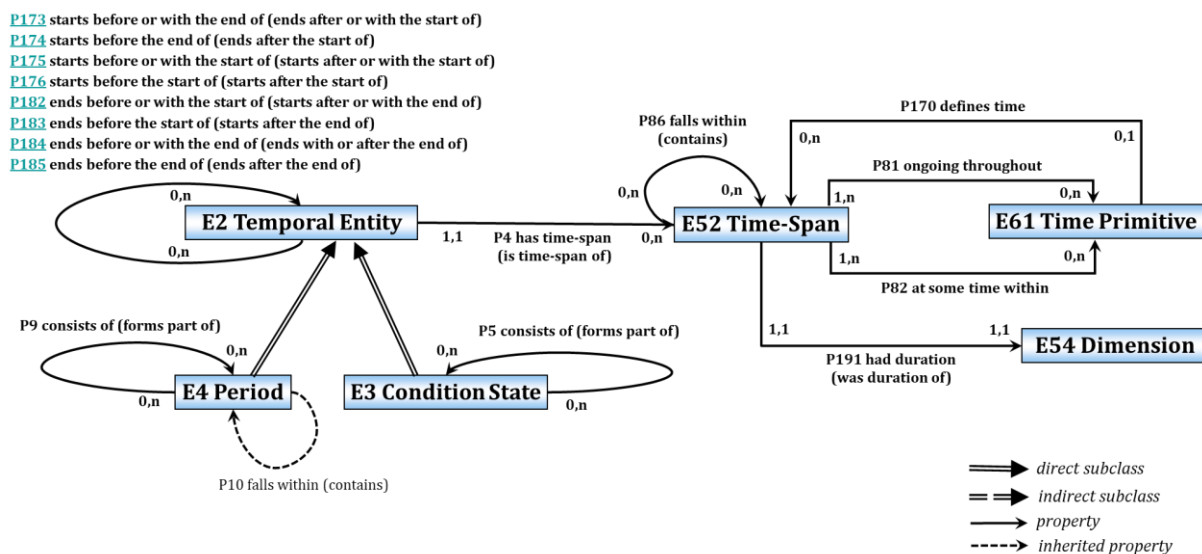 P173 starts before or with the end of (ends after or with the start of)
P174 starts before the end of (ends after the start of)
P175 starts before or with the start of (starts after or with the start of)
P176 starts before the start of (starts after the start of)
P182 ends before or with the start of (starts after or with the end of)
P183 ends before the start of (starts after the end of)
P184 ends before or with the end of (ends with or after the end of)
P185 ends before the end of (ends after the end of)
P170 defines time
P86 falls within
(contains)
0,n
0,1
P81 ongoing throughout
0,n
0,n
0,n
1,n
0,n
E2 Temporal Entity
E52 Time-Span
E61 Time Primitive
1,1
P4 has time-span
(is time-span of)
0,n
0,n
1,n
0,n
P82 at some time within
P9 consists of (forms part of)
P5 consists of (forms part of)
1,1
1,1
E54 Dimension
0,n
0,n
P191 had duration
(was duration of)
E4 Period
E3 Condition State
0,n
0,n
P10 falls within (contains)
direct subclass
indirect subclass
property
inherited property